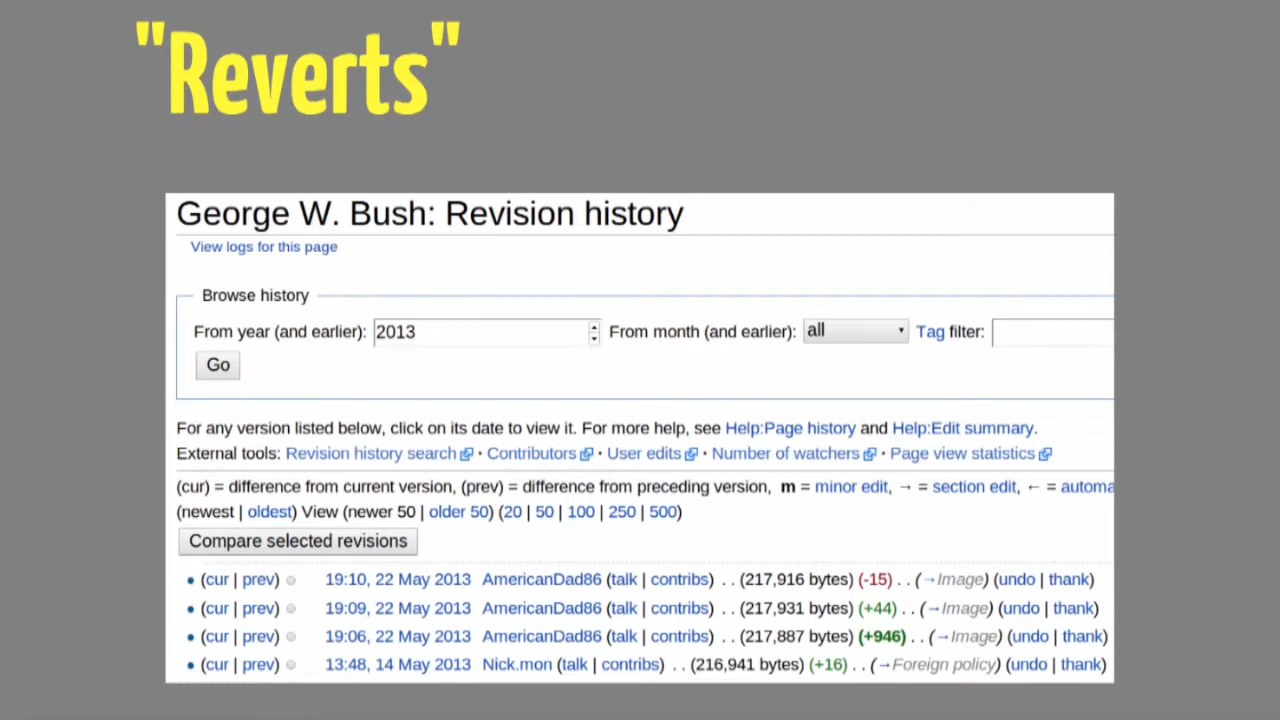 "Reverts"
George W. Bush: Revision history
View logs for this page
Browse history
From year (and earlier): 2013 From month (and earlier): all Tag filter:
Go
For any version listed below, click on its date to view it. For more help, see Help:Page history and Help:Edit summary.
External tools: Revision history search · Contributors · User edits · Number of watchers · Page view statistics
(cur) = difference from current version, (prev) = difference from preceding version, m = minor edit, → = section edit, ← = automa
(newest | oldest) View (newer 50 | older 50) (20 | 50 | 100 | 250 | 500)
Compare selected revisions
• (cur | prev) 19:10, 22 May 2013 AmericanDad86 (talk | contribs) . . (217,916 bytes) (-15) . . (→Image) (undo | thank)
• (cur | prev) 19:09, 22 May 2013 AmericanDad86 (talk | contribs) . . (217,931 bytes) (+44) . . (→Image) (undo | thank)
• (cur | prev) 19:06, 22 May 2013 AmericanDad86 (talk | contribs) . . (217,887 bytes) (+946) . . (→Image) (undo | thank)
• (cur | prev) 13:48, 14 May 2013 Nick.mon (talk | contribs) . . (216,941 bytes) (+16) . . (→Foreign policy) (undo | thank)